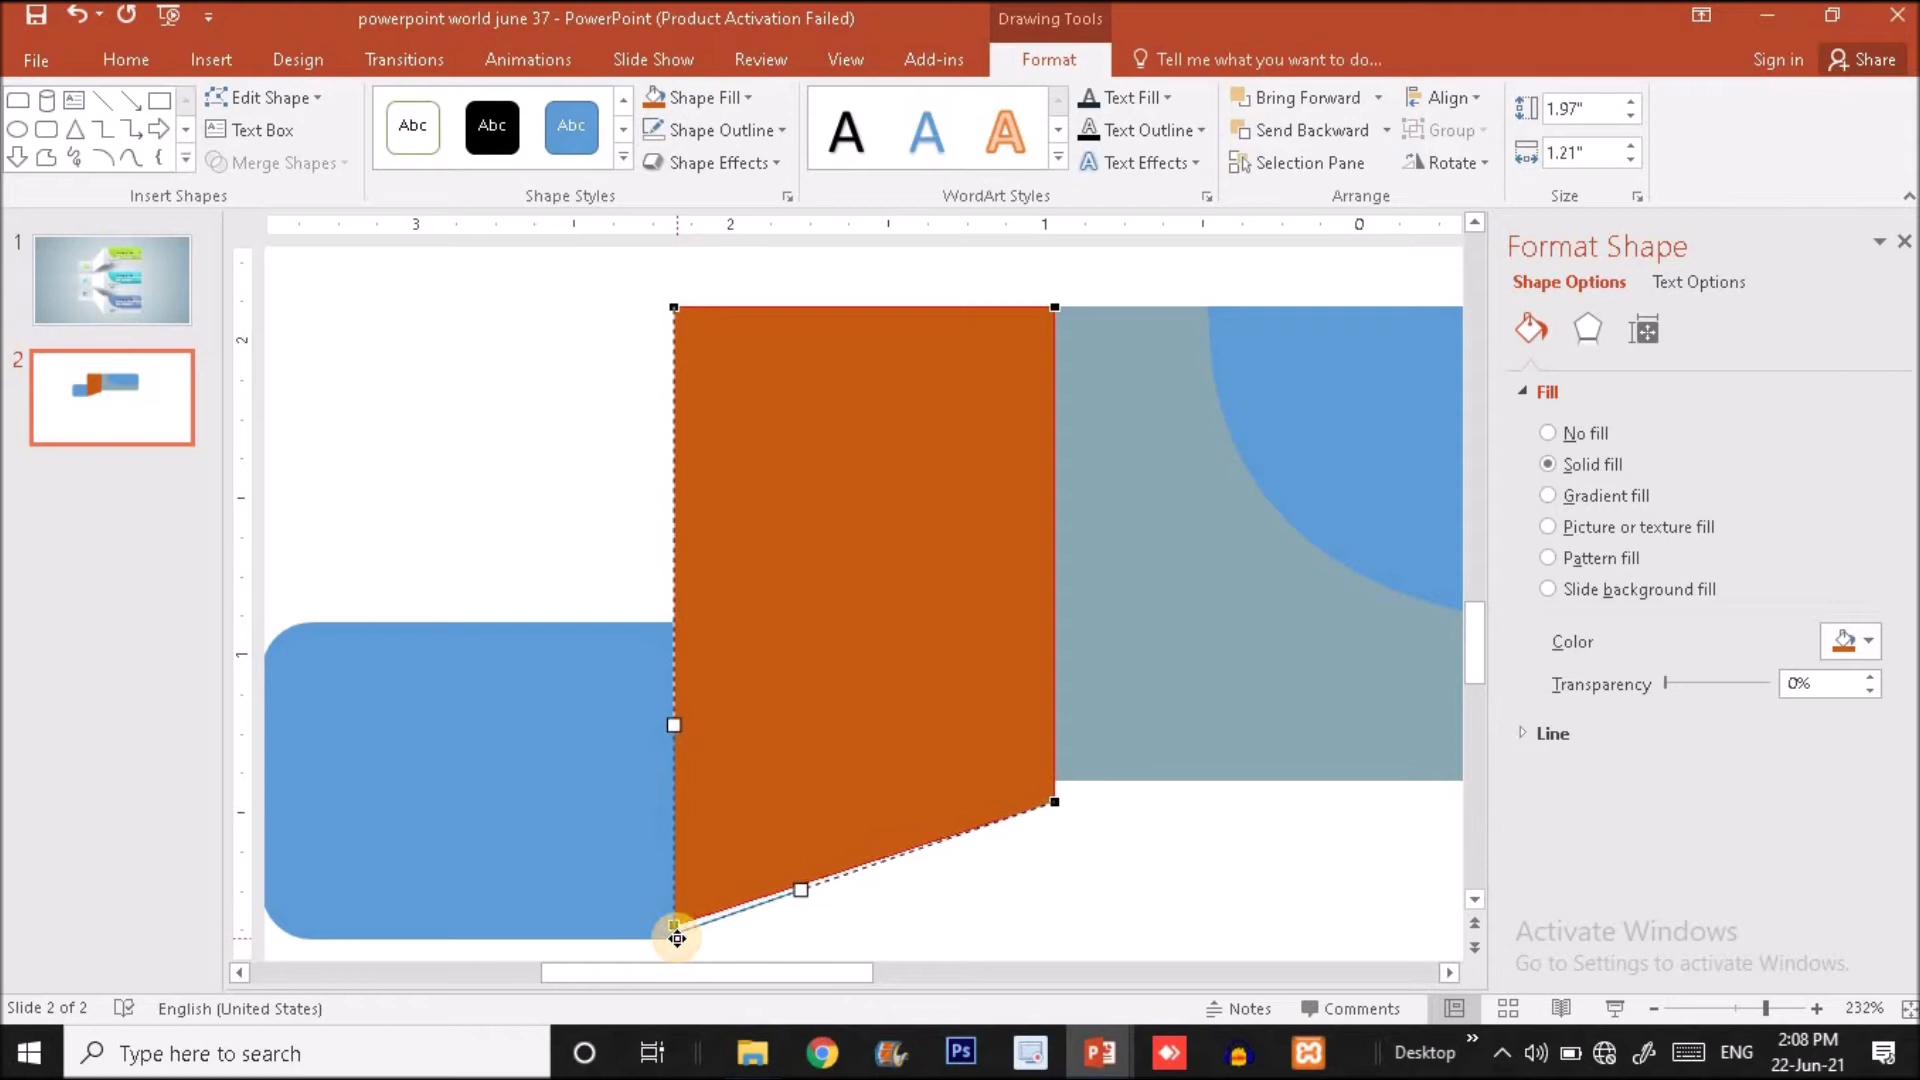 powerpoint world june 37 - PowerPoint (Product Activation Failed)
Drawing Tools
File
Home
Insert
Design
Transitions
Animations
Slide Show
Review
View
Add-ins
Format
Tell me what you want to do...
Sign in
Share
Edit Shape
Text Box
Merge Shapes
Insert Shapes
Abc
Abc
Abc
Shape Fill
Shape Outline
Shape Effects
Shape Styles
A
A
A
Text Fill
Text Outline
Text Effects
WordArt Styles
Bring Forward
Send Backward
Selection Pane
Align
Group
Rotate
Arrange
1.97"
1.21"
Size
1
2
3
2
1
0
2
1
Format Shape
Shape Options
Text Options
Fill
No fill
Solid fill
Gradient fill
Picture or texture fill
Pattern fill
Slide background fill
Color
Transparency
0%
Line
Activate Windows
Go to Settings to activate Windows.
Slide 2 of 2
English (United States)
Notes
Comments
232%
Type here to search
Ps
Desktop
ENG
2:08 PM
22-Jun-21